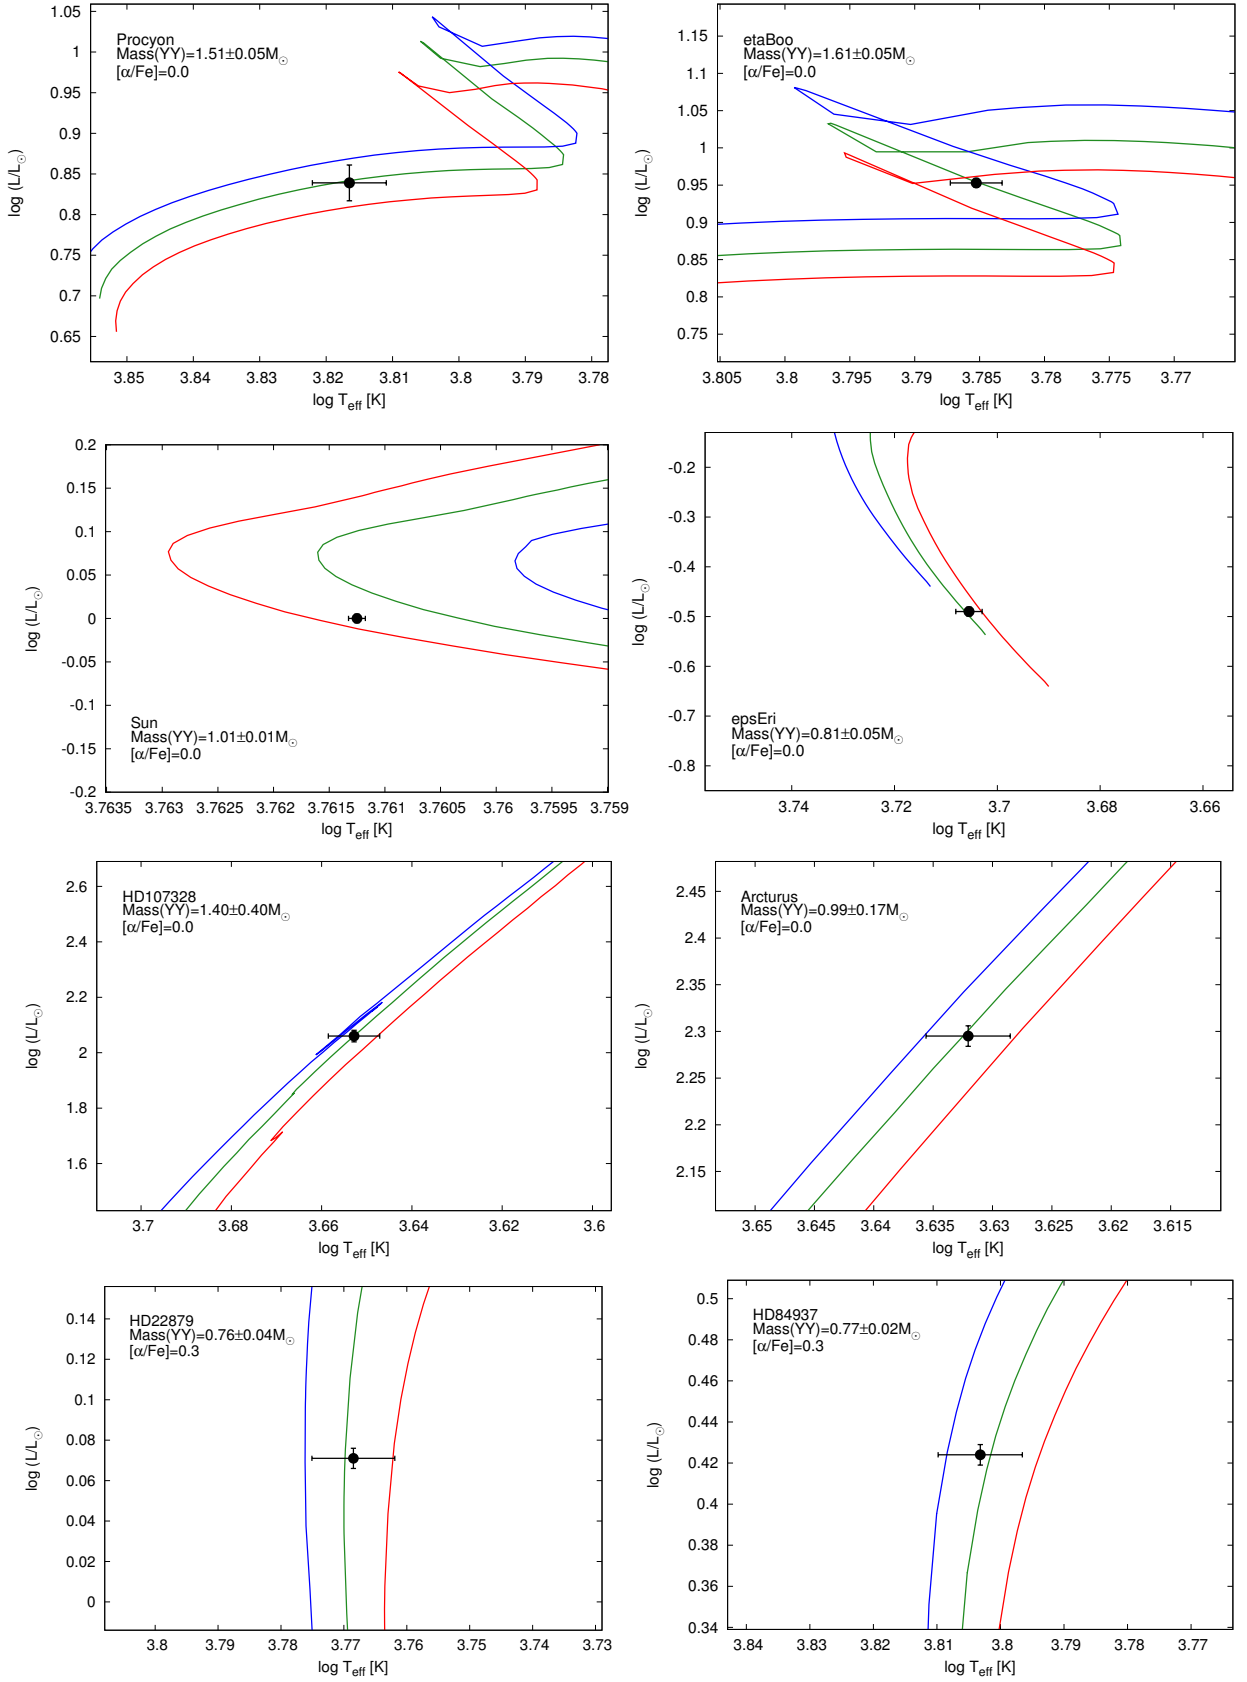 Procyon
Mass(YY)=1.51±0.05M☉
[α/Fe]=0.0
1.05
1
0.95
0.9
0.85
0.8
0.75
0.7
0.65
log (L/L☉)
3.85 3.84 3.83 3.82 3.81 3.8 3.79 3.78
log Teff [K]
etaBoo
Mass(YY)=1.61±0.05M☉
[α/Fe]=0.0
1.15
1.1
1.05
1
0.95
0.9
0.85
0.8
0.75
log (L/L☉)
3.805 3.8 3.795 3.79 3.785 3.78 3.775 3.77
log Teff [K]
0.2
0.15
0.1
0.05
0
-0.05
-0.1
-0.15
-0.2
log (L/L☉)
Sun
Mass(YY)=1.01±0.01M☉
[α/Fe]=0.0
3.7635 3.763 3.7625 3.762 3.7615 3.761 3.7605 3.76 3.7595 3.759
log Teff [K]
-0.2
-0.3
-0.4
-0.5
-0.6
-0.7
-0.8
log (L/L☉)
epsEri
Mass(YY)=0.81±0.05M☉
[α/Fe]=0.0
3.74 3.72 3.7 3.68 3.66
log Teff [K]
HD107328
Mass(YY)=1.40±0.40M☉
[α/Fe]=0.0
2.6
2.4
2.2
2
1.8
1.6
log (L/L☉)
3.7 3.68 3.66 3.64 3.62 3.6
log Teff [K]
Arcturus
Mass(YY)=0.99±0.17M☉
[α/Fe]=0.0
2.45
2.4
2.35
2.3
2.25
2.2
2.15
log (L/L☉)
3.65 3.645 3.64 3.635 3.63 3.625 3.62 3.615
log Teff [K]
HD22879
Mass(YY)=0.76±0.04M☉
[α/Fe]=0.3
0.14
0.12
0.1
0.08
0.06
0.04
0.02
0
log (L/L☉)
3.8 3.79 3.78 3.77 3.76 3.75 3.74 3.73
log Teff [K]
HD84937
Mass(YY)=0.77±0.02M☉
[α/Fe]=0.3
0.5
0.48
0.46
0.44
0.42
0.4
0.38
0.36
0.34
log (L/L☉)
3.84 3.83 3.82 3.81 3.8 3.79 3.78 3.77
log Teff [K]